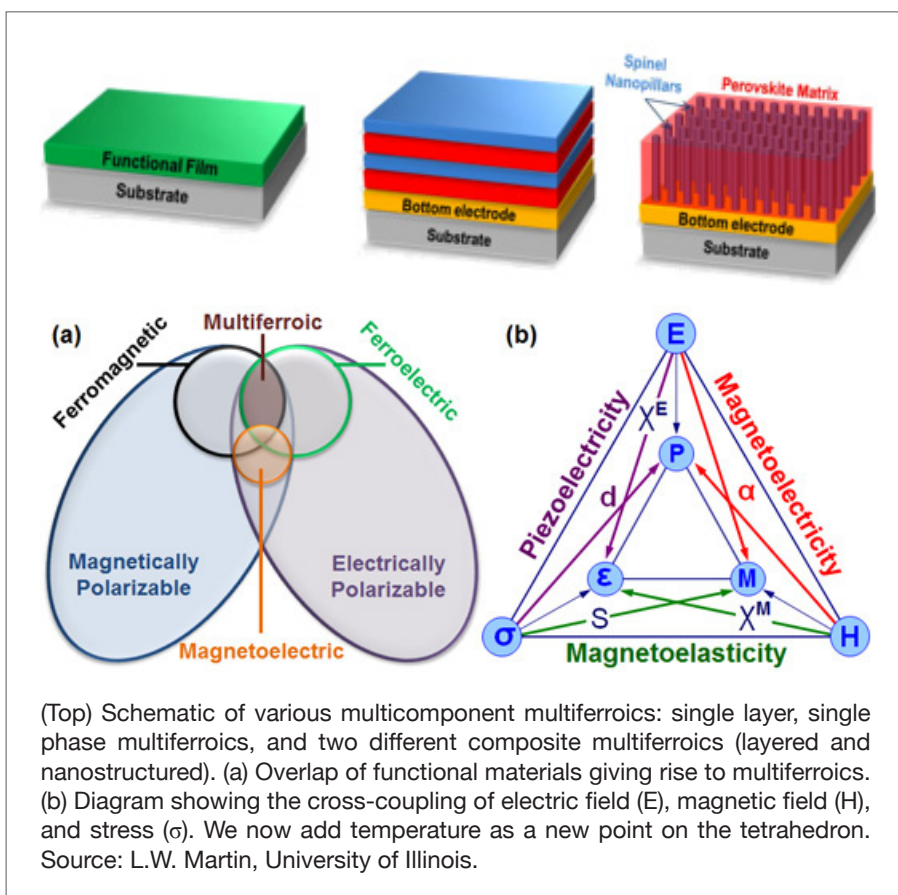 Functional Film
Substrate
Bottom electrode
Substrate
Spinel
Nanopillars
Perovskite Matrix
Bottom electrode
Substrate
(a)
Multiferroic
Ferromagnetic
Ferroelectric
Magnetically
Polarizable
Electrically
Polarizable
Magnetoelectric
(b)
E
Piezoelectricity
Magnetoelectricity
χᴱ
P
d
α
ε
M
S
χᴹ
σ
H
Magnetoelasticity
(Top) Schematic of various multicomponent multiferroics: single layer, single
phase multiferroics, and two different composite multiferroics (layered and
nanostructured). (a) Overlap of functional materials giving rise to multiferroics.
(b) Diagram showing the cross-coupling of electric field (E), magnetic field (H),
and stress (σ). We now add temperature as a new point on the tetrahedron.
Source: L.W. Martin, University of Illinois.